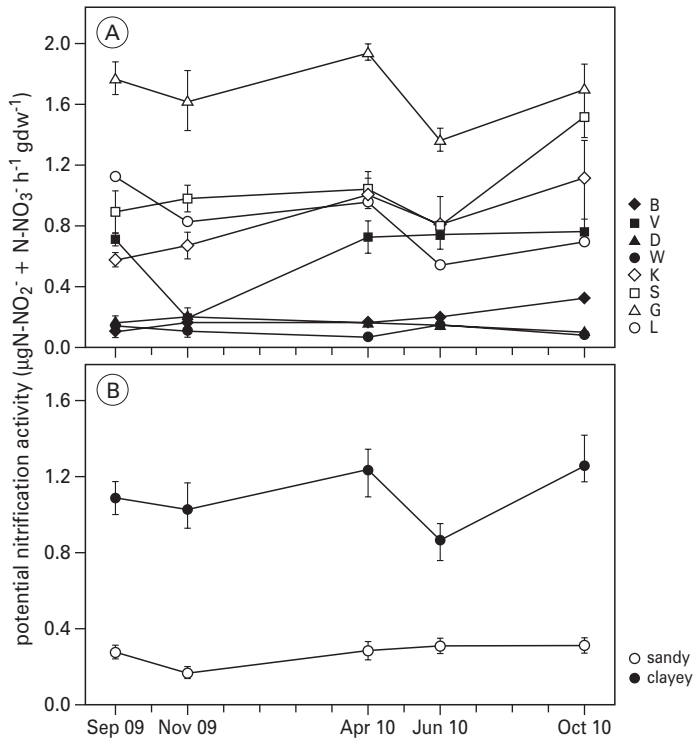 A
potential nitrification activity (µgN-NO₂⁻ + N-NO₃⁻ h⁻¹ gdw⁻¹)
2.0
1.6
1.2
0.8
0.4
0.0
B
V
D
W
K
S
G
L
B
1.6
1.2
0.8
0.4
0.0
sandy
clayey
Sep 09 Nov 09 Apr 10 Jun 10 Oct 10